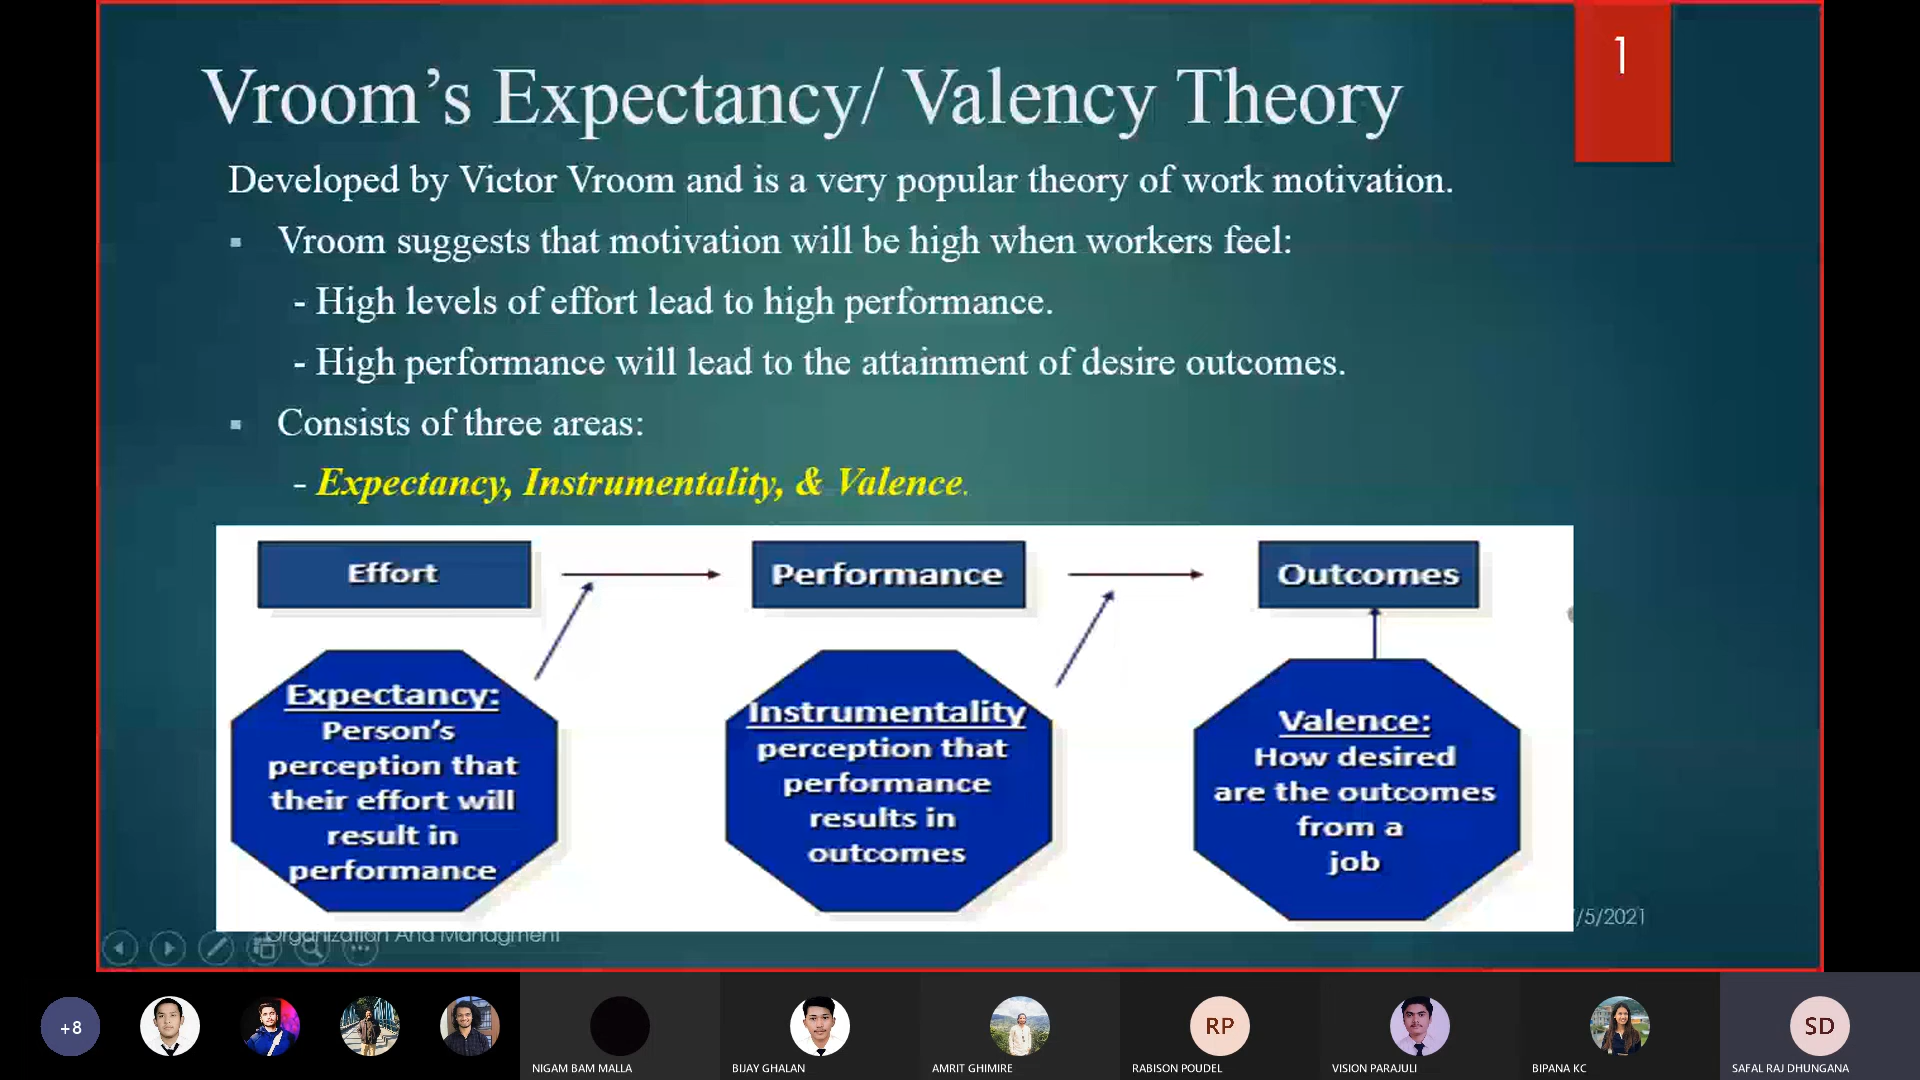 1
Vroom's Expectancy/ Valency Theory
Developed by Victor Vroom and is a very popular theory of work motivation.
▪ Vroom suggests that motivation will be high when workers feel:
- High levels of effort lead to high performance.
- High performance will lead to the attainment of desire outcomes.
▪ Consists of three areas:
- Expectancy, Instrumentality, & Valence.
Effort
Performance
Outcomes
Expectancy:
Person's
perception that
their effort will
result in
performance
Instrumentality
perception that
performance
results in
outcomes
Valence:
How desired
are the outcomes
from a
job
/5/2021
Organization And Managment
+8
NIGAM BAM MALLA
BIJAY GHALAN
AMRIT GHIMIRE
RP
RABISON POUDEL
VISION PARAJULI
BIPANA KC
SD
SAFAL RAJ DHUNGANA